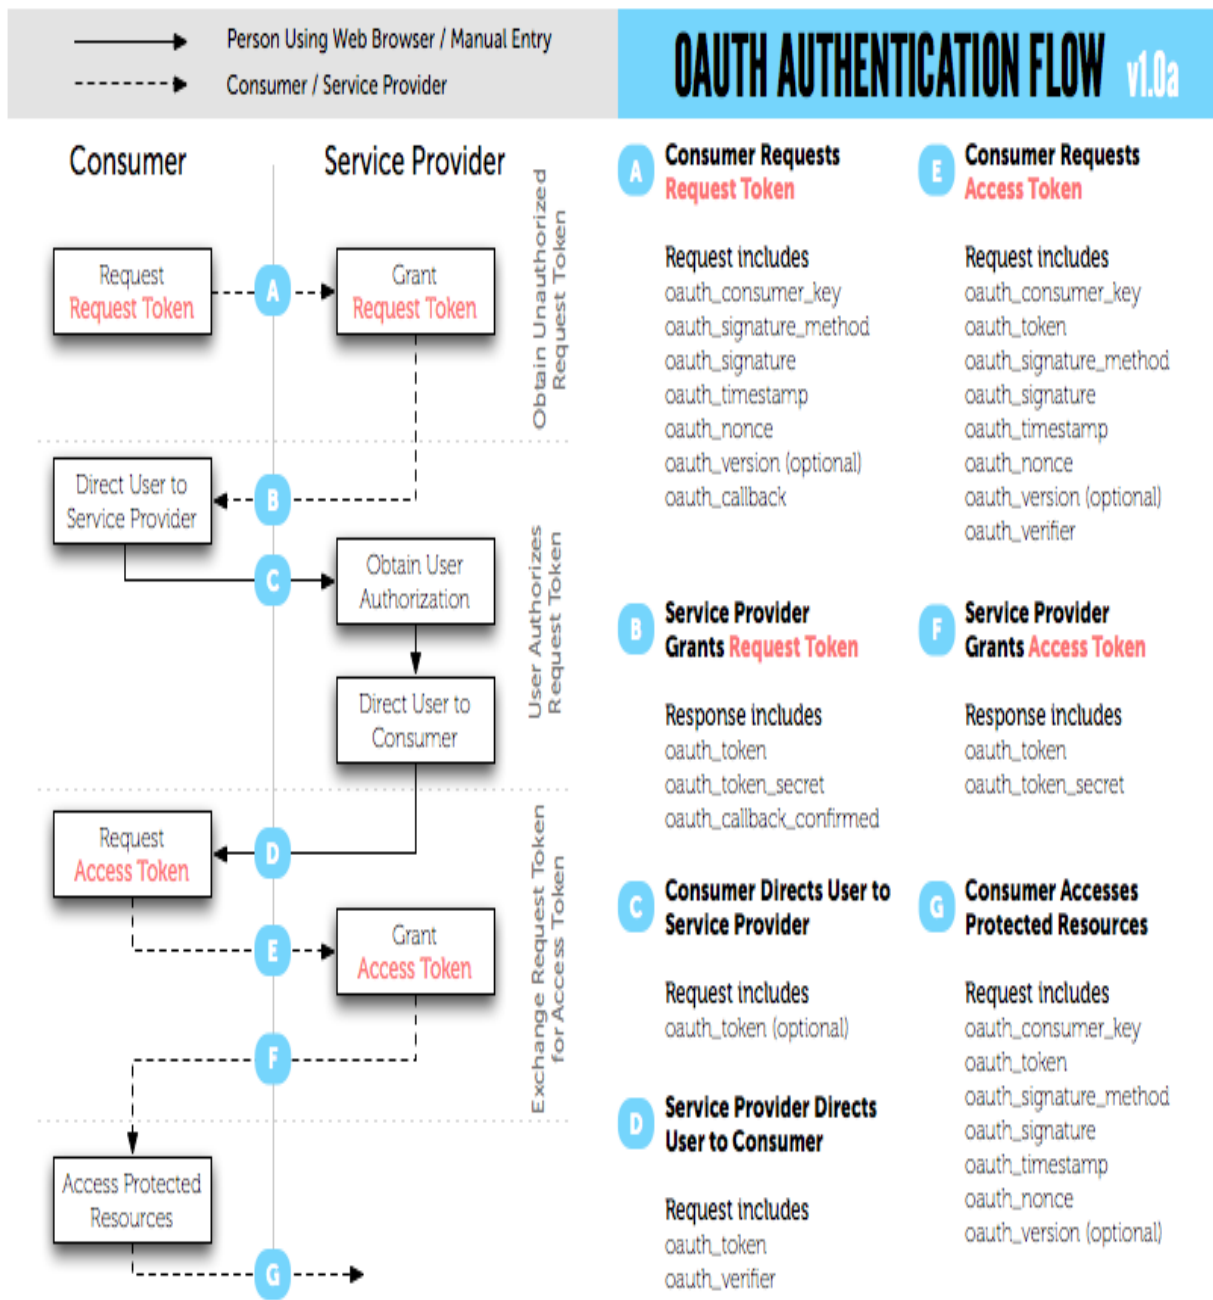 Person Using Web Browser / Manual Entry
Consumer / Service Provider
OAUTH AUTHENTICATION FLOW v1.0a
Consumer
Service Provider
Obtain Unauthorized
Request Token
Request
Request Token
A
Grant
Request Token
Direct User to
Service Provider
B
C
Obtain User
Authorization
Direct User to
Consumer
User Authorizes
Request Token
Request
Access Token
D
E
Grant
Access Token
F
Exchange Request Token
for Access Token
Access Protected
Resources
G
A
Consumer Requests
Request Token
Request includes
oauth_consumer_key
oauth_signature_method
oauth_signature
oauth_timestamp
oauth_nonce
oauth_version (optional)
oauth_callback
B
Service Provider
Grants Request Token
Response includes
oauth_token
oauth_token_secret
oauth_callback_confirmed
C
Consumer Directs User to
Service Provider
Request includes
oauth_token (optional)
D
Service Provider Directs
User to Consumer
Request includes
oauth_token
oauth_verifier
E
Consumer Requests
Access Token
Request includes
oauth_consumer_key
oauth_token
oauth_signature_method
oauth_signature
oauth_timestamp
oauth_nonce
oauth_version (optional)
oauth_verifier
F
Service Provider
Grants Access Token
Response includes
oauth_token
oauth_token_secret
G
Consumer Accesses
Protected Resources
Request includes
oauth_consumer_key
oauth_token
oauth_signature_method
oauth_signature
oauth_timestamp
oauth_nonce
oauth_version (optional)